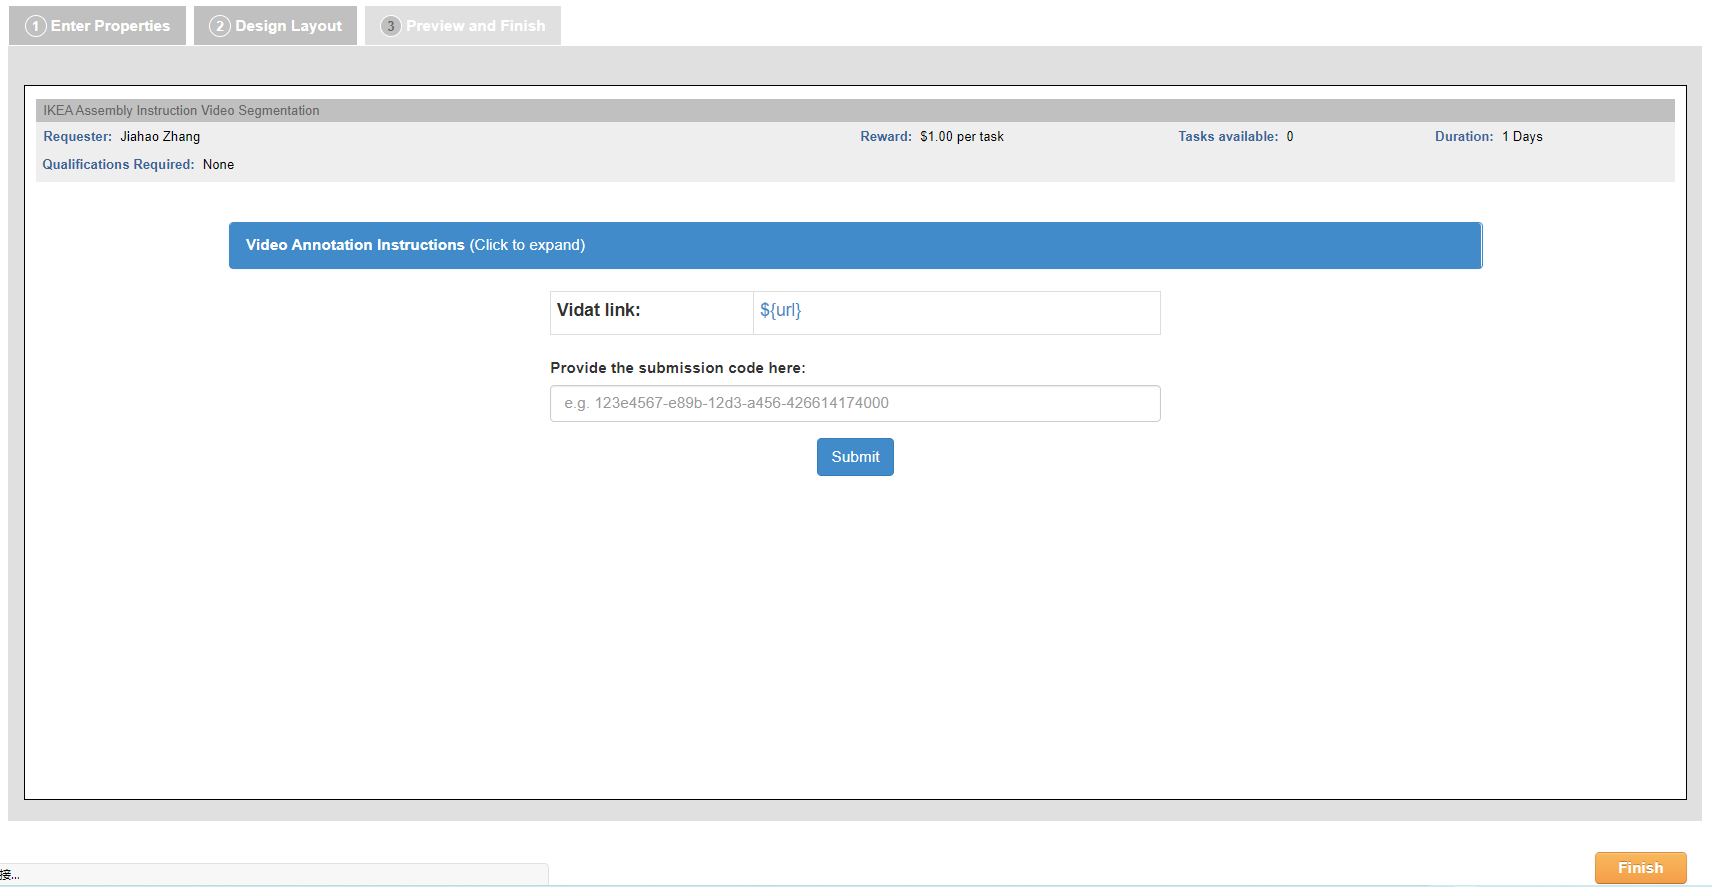 1 Enter Properties 2 Design Layout 3 Preview and Finish
IKEA Assembly Instruction Video Segmentation
Requester: Jiahao Zhang Reward: $1.00 per task Tasks available: 0 Duration: 1 Days
Qualifications Required: None
Video Annotation Instructions (Click to expand)
Vidat link: ${url}
Provide the submission code here:
e.g. 123e4567-e89b-12d3-a456-426614174000
Submit
Finish
接...